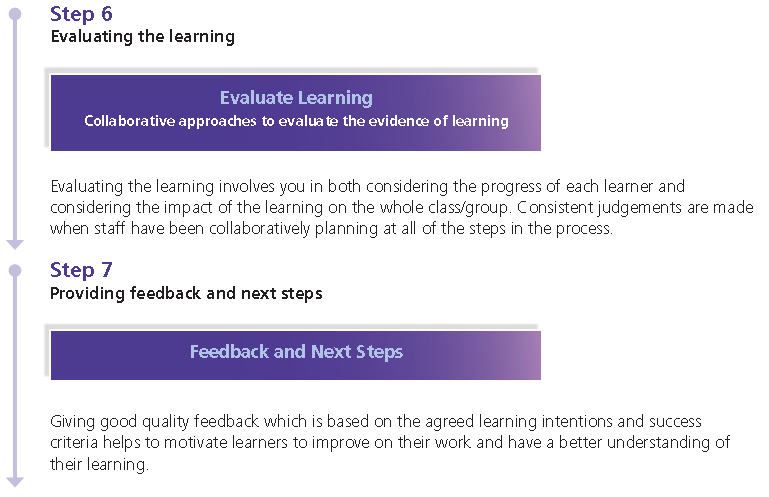 Step 6
Evaluating the learning
Evaluate Learning
Collaborative approaches to evaluate the evidence of learning
Evaluating the learning involves you in both considering the progress of each learner and
considering the impact of the learning on the whole class/group. Consistent judgements are made
when staff have been collaboratively planning at all of the steps in the process.
Step 7
Providing feedback and next steps
Feedback and Next Steps
Giving good quality feedback which is based on the agreed learning intentions and success
criteria helps to motivate learners to improve on their work and have a better understanding of
their learning.